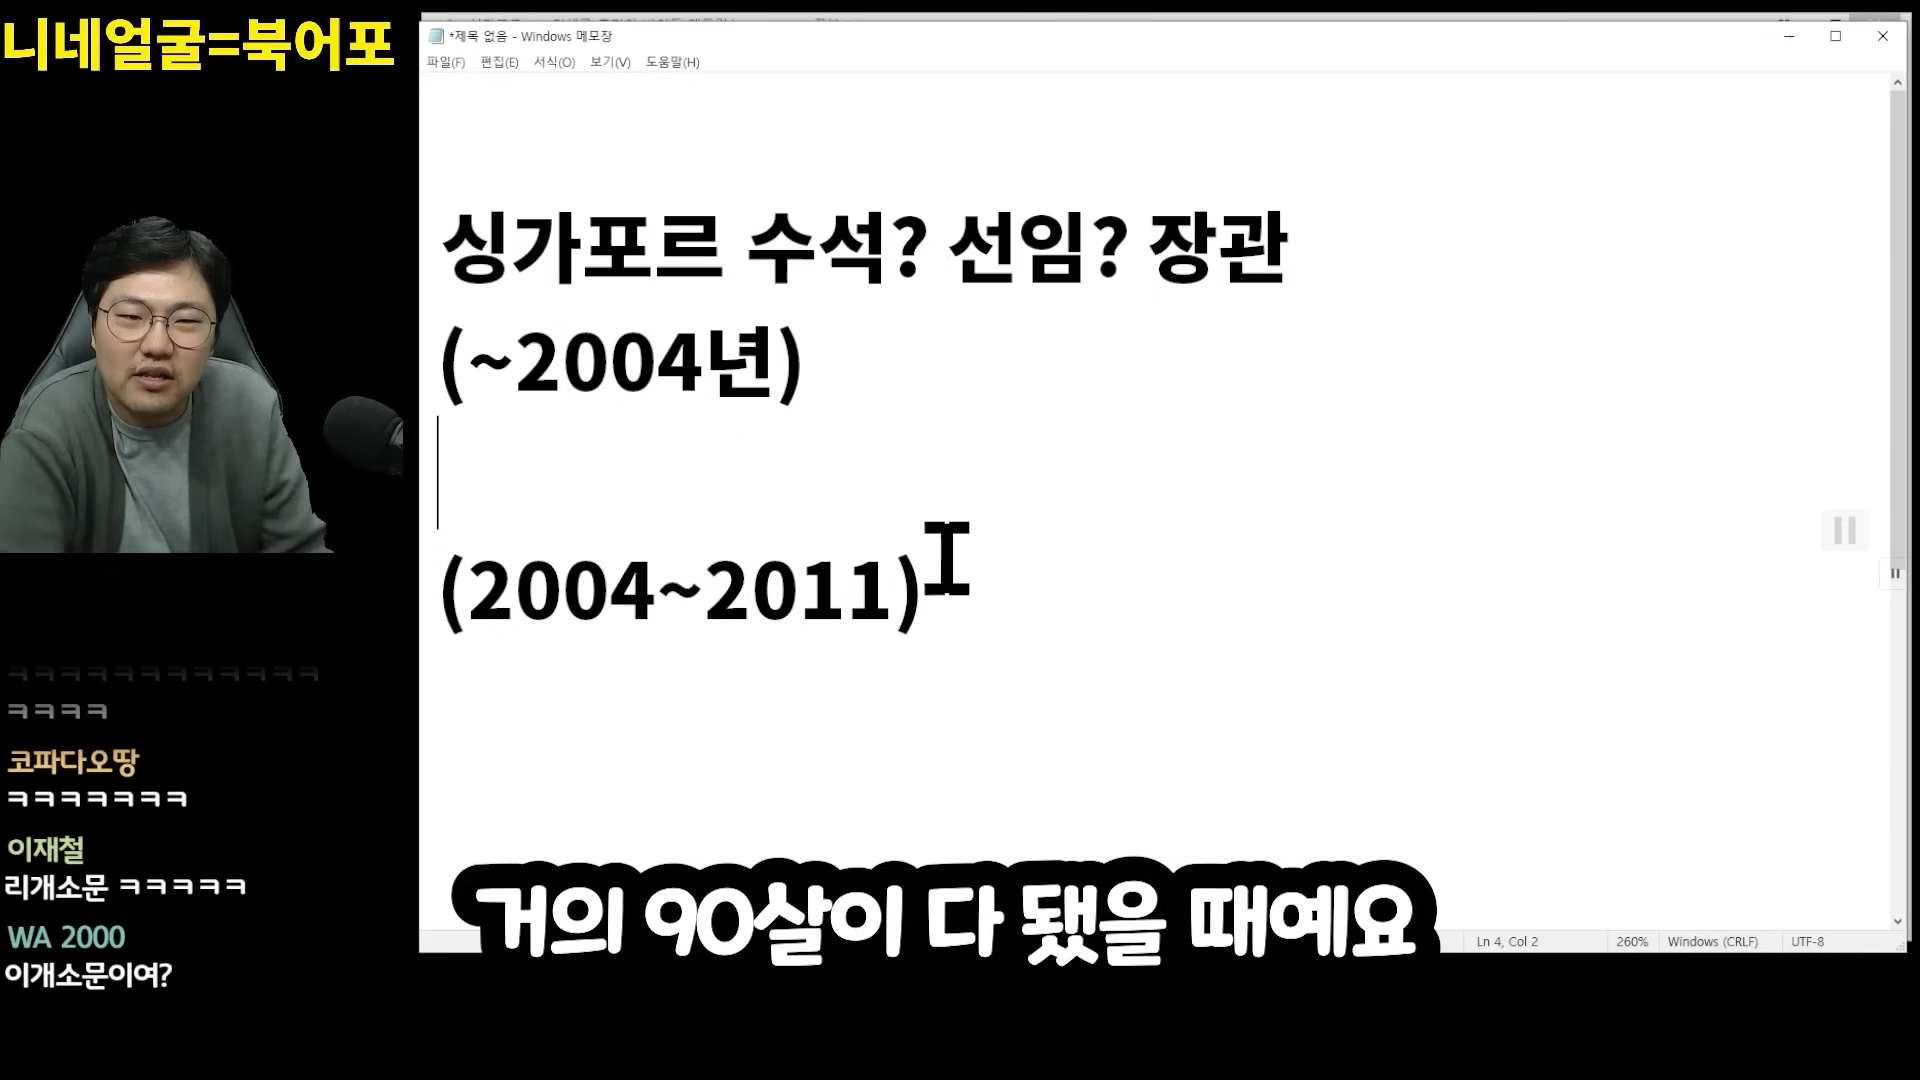 니네얼굴=북어포
*제목 없음 - Windows 메모장
파일(F) 편집(E) 서식(O) 보기(V) 도움말(H)
싱가포르 수석? 선임? 장관
(~2004년)
(2004~2011)
ㅋㅋㅋㅋㅋㅋㅋㅋㅋㅋㅋㅋ
ㅋㅋㅋㅋ
코파다오땅
ㅋㅋㅋㅋㅋㅋㅋ
이재철
리개소문 ㅋㅋㅋㅋㅋ
WA 2000
이개소문이여?
거의 90살이 다 됐을 때예요
Ln 4, Col 2 260% Windows (CRLF) UTF-8